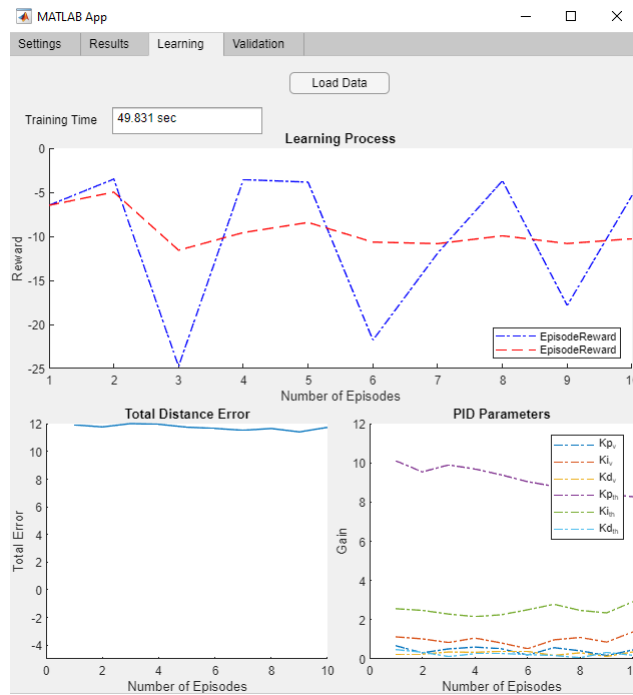 MATLAB App
Settings Results Learning Validation
Load Data
Training Time 49.831 sec
Learning Process
0
-5
-10
-15
-20
-25
Reward
1 2 3 4 5 6 7 8 9 10
Number of Episodes
EpisodeReward
EpisodeReward
Total Distance Error
12
10
8
6
4
2
0
-2
-4
Total Error
0 2 4 6 8 10
Number of Episodes
PID Parameters
12
10
8
6
4
2
0
Gain
0 2 4 6 8 10
Number of Episodes
Kpv
Kiv
Kdv
Kpth
Kith
Kdth